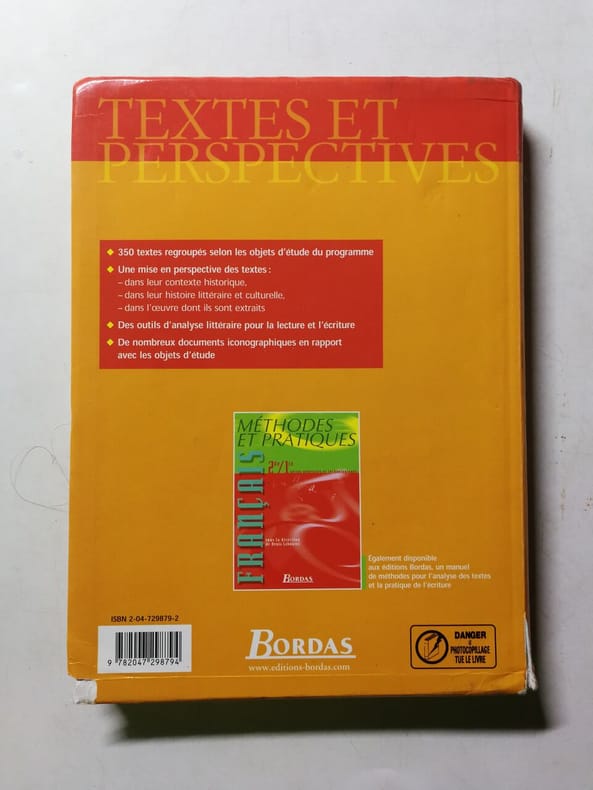 TEXTES ET
PERSPECTIVES
◆ 350 textes regroupés selon les objets d'étude du programme
◆ Une mise en perspective des textes :
– dans leur contexte historique,
– dans leur histoire littéraire et culturelle,
– dans l'œuvre dont ils sont extraits
◆ Des outils d'analyse littéraire pour la lecture et l'écriture
◆ De nombreux documents iconographiques en rapport
avec les objets d'étude
MÉTHODES
ET PRATIQUES
2de/1re
FRANÇAIS
sous la direction
BORDAS
Également disponible
aux éditions Bordas, un manuel
de méthodes pour l'analyse des textes
et la pratique de l'écriture
ISBN 2-04-729879-2
9 782047 298794
BORDAS
www.editions-bordas.com
DANGER
LE
PHOTOCOPILLAGE
TUE LE LIVRE